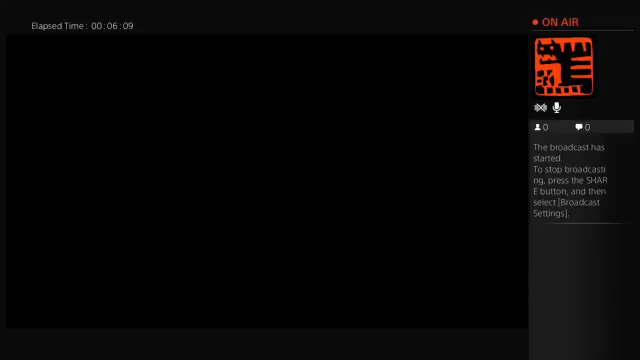 Elapsed Time : 00:06:09
ON AIR
0
0
The broadcast has
started.
To stop broadcasti
ng, press the SHAR
E button, and then
select [Broadcast
Settings].